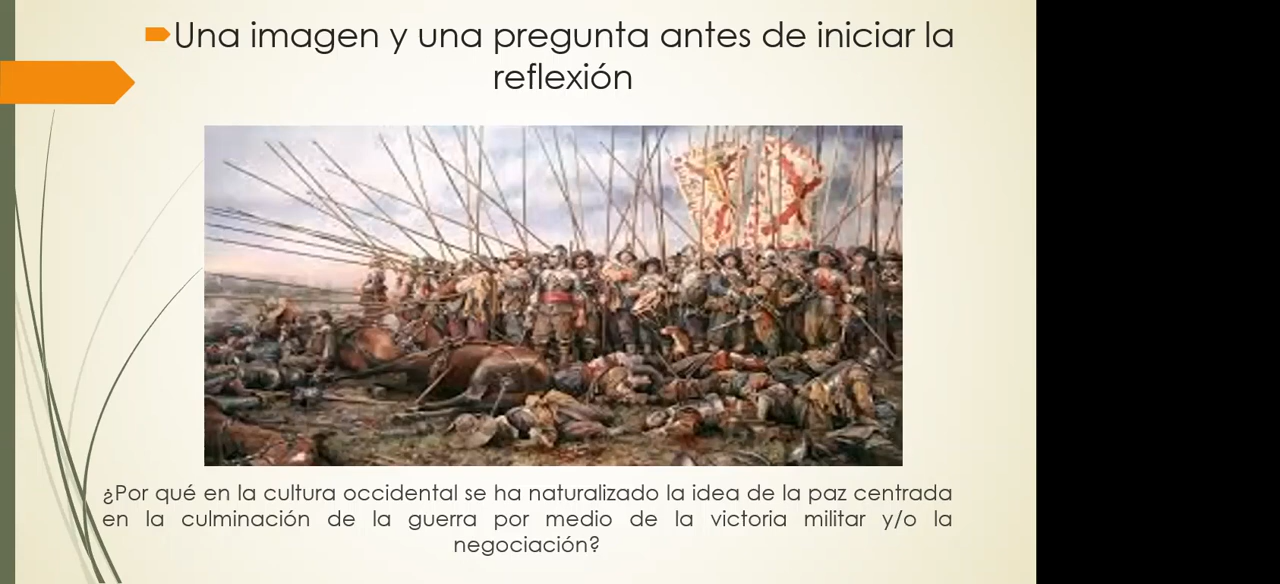 Una imagen y una pregunta antes de iniciar la
reflexión
¿Por qué en la cultura occidental se ha naturalizado la idea de la paz centrada
en la culminación de la guerra por medio de la victoria militar y/o la
negociación?